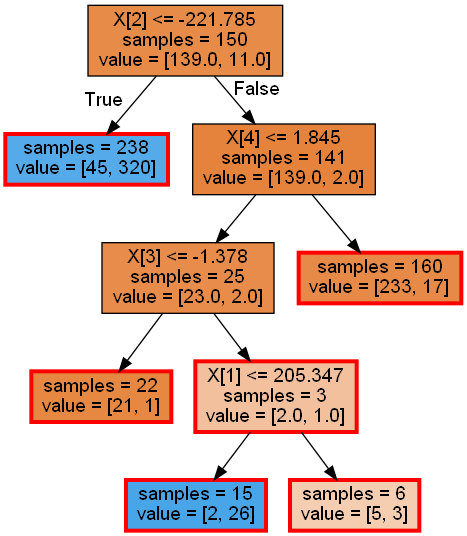 X[2] <= -221.785
samples = 150
value = [139.0, 11.0]
True
False
samples = 238
value = [45, 320]
X[4] <= 1.845
samples = 141
value = [139.0, 2.0]
X[3] <= -1.378
samples = 25
value = [23.0, 2.0]
samples = 160
value = [233, 17]
samples = 22
value = [21, 1]
X[1] <= 205.347
samples = 3
value = [2.0, 1.0]
samples = 15
value = [2, 26]
samples = 6
value = [5, 3]